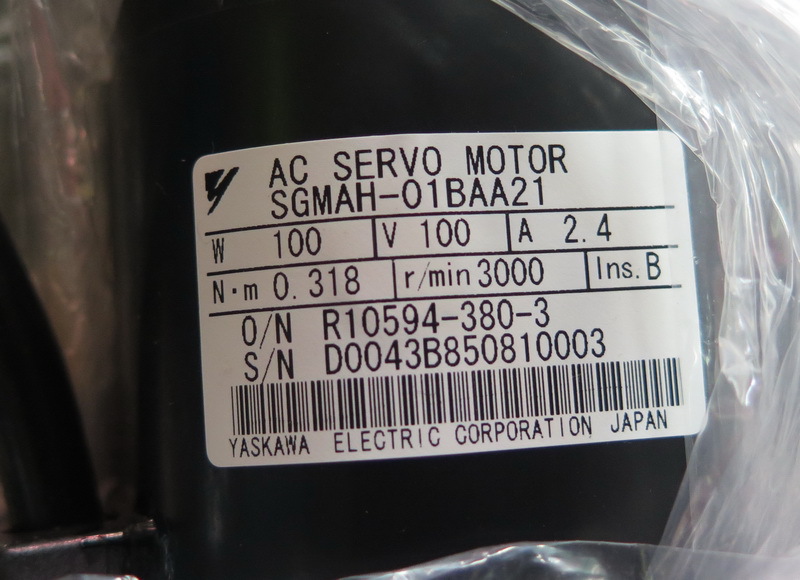 AC SERVO MOTOR
SGMAH-01BAA21
W 100 V 100 A 2.4
N·m 0.318 r/min 3000 Ins. B
O/N R10594-380-3
S/N D0043B850810003
YASKAWA ELECTRIC CORPORATION JAPAN